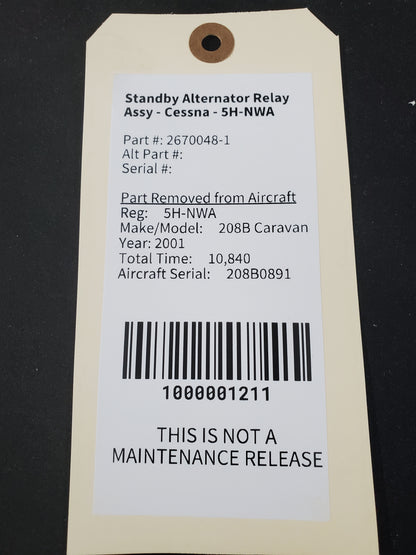 Standby Alternator Relay
Assy - Cessna - 5H-NWA
Part #: 2670048-1
Alt Part #:
Serial #:
Part Removed from Aircraft
Reg: 5H-NWA
Make/Model: 208B Caravan
Year: 2001
Total Time: 10,840
Aircraft Serial: 208B0891
1000001211
THIS IS NOT A
MAINTENANCE RELEASE